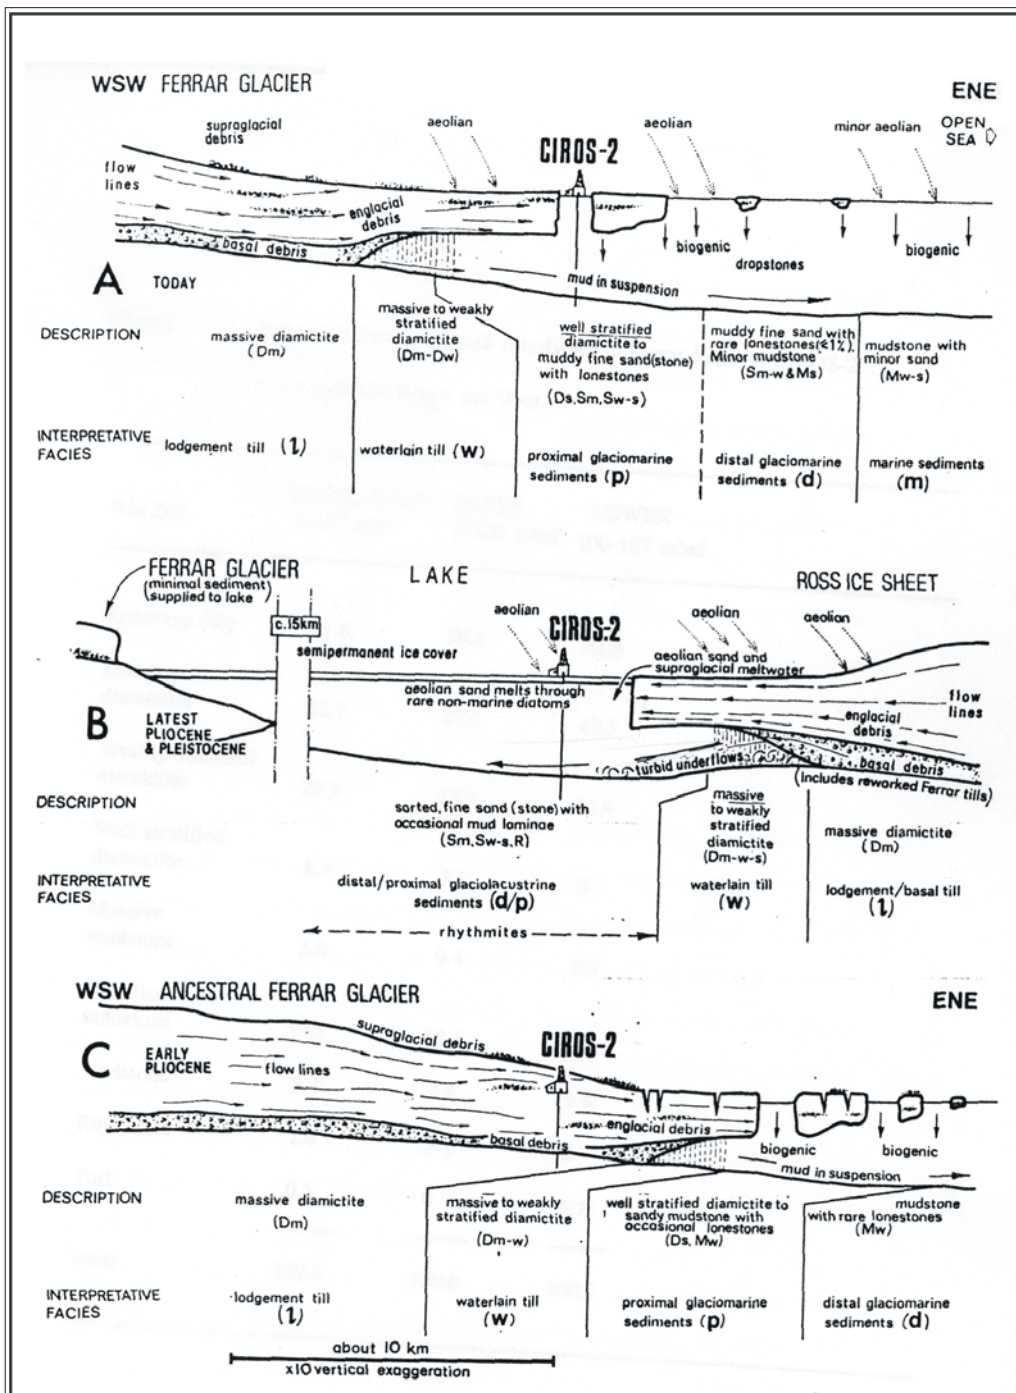 WSW FERRAR GLACIER
ENE
supraglacial
debris
aeolian
aeolian
minor aeolian
OPEN
SEA
CIROS-2
flow
lines
englacial
debris
basal debris
biogenic
dropstones
biogenic
mud in suspension
A TODAY
DESCRIPTION
massive diamictite
(Dm)
massive to weakly
stratified
diamictite
(Dm-Dw)
well stratified
diamictite to
muddy fine sand(stone)
with lonestones
(Ds,Sm,Sw-s)
muddy fine sand with
rare lonestones(≤1%).
Minor mudstone
(Sm-w & Ms)
mudstone with
minor sand
(Mw-s)
INTERPRETATIVE
FACIES
lodgement till (l)
waterlain till (w)
proximal glaciomarine
sediments (p)
distal glaciomarine
sediments (d)
marine sediments
(m)
FERRAR GLACIER
(minimal sediment)
(supplied to lake)
LAKE
ROSS ICE SHEET
c.15km
aeolian
CIROS-2
aeolian
aeolian
semipermanent ice cover
aeolian sand and
supraglacial meltwater
aeolian sand melts through
rare non-marine diatoms
flow
lines
englacial
debris
B
LATEST
PLIOCENE
& PLEISTOCENE
turbid underflows
basal debris
(Includes reworked Ferrar tills)
DESCRIPTION
sorted, fine sand (stone) with
occasional mud laminae
(Sm, Sw-s, R)
massive
to weakly
stratified
diamictite
(Dm-w-s)
massive diamictite
(Dm)
INTERPRETATIVE
FACIES
distal/proximal glaciolacustrine
sediments (d/p)
waterlain till
(w)
lodgement/basal till
(l)
rhythmites
WSW ANCESTRAL FERRAR GLACIER
ENE
supraglacial debris
CIROS-2
C
EARLY
PLIOCENE
flow lines
englacial debris
basal debris
biogenic
biogenic
mud in suspension
DESCRIPTION
massive diamictite
(Dm)
massive to weakly
stratified diamictite
(Dm-w)
well stratified diamictite to
sandy mudstone with
occasional lonestones
(Ds, Mw)
mudstone
with rare lonestones
(Mw)
INTERPRETATIVE
FACIES
lodgement till
(l)
waterlain till
(w)
proximal glaciomarine
sediments (p)
distal glaciomarine
sediments (d)
about 10 km
x10 vertical exaggeration